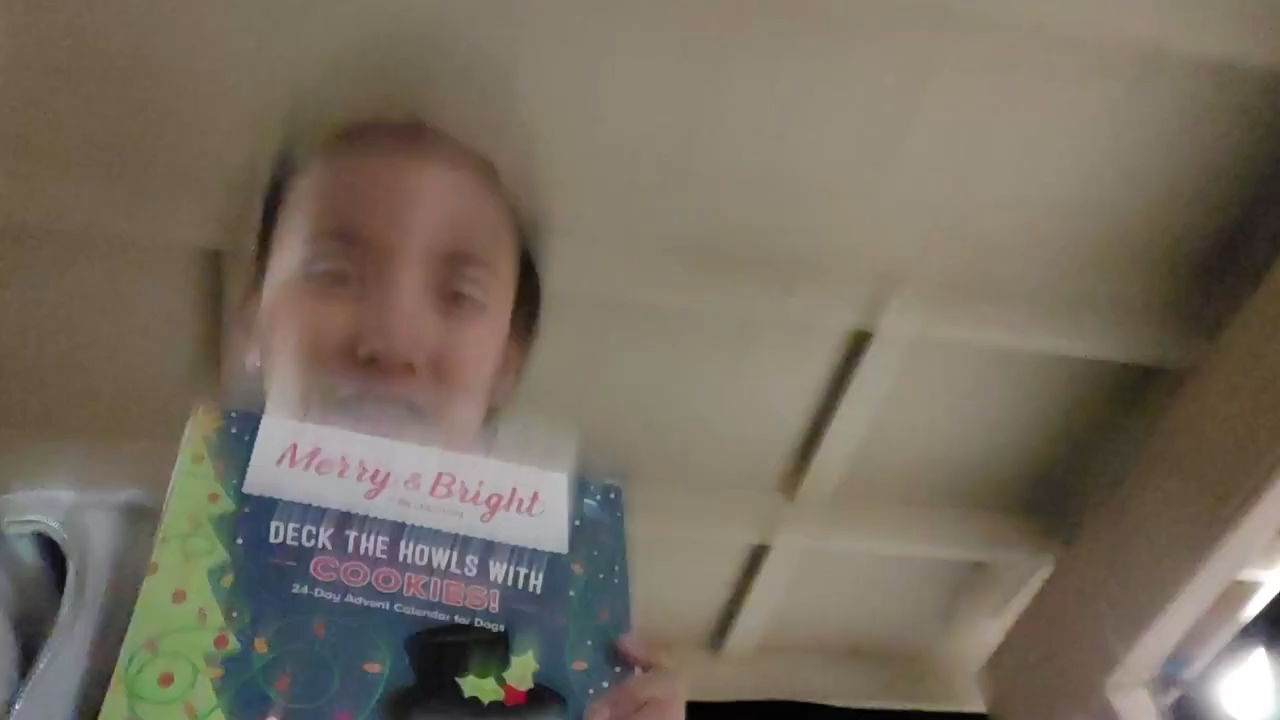 Merry & Bright
DECK THE HOWLS WITH
COOKIES!
24-Day Advent Calendar for Dogs